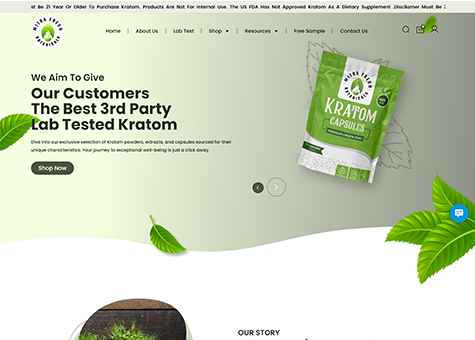 st Be 21 Year Or Older To Purchase Kratom. Products Are Not For Internal Use. The US FDA Has Not Approved Kratom As A Dietary Supplement .Disclamer Must Be
MITRA FRESH
BOTANICALS
Home
About Us
Lab Test
Shop
Resources
Free Sample
Contact Us
We Aim To Give
Our Customers
The Best 3rd Party
Lab Tested Kratom
Dive into our exclusive selection of Kratom powders, extracts, and capsules sourced for their
unique characteristics. Your journey to exceptional well-being is just a click away.
Shop Now
MITRA FRESH
BOTANICALS
KRATOM
CAPSULES
OUR STORY